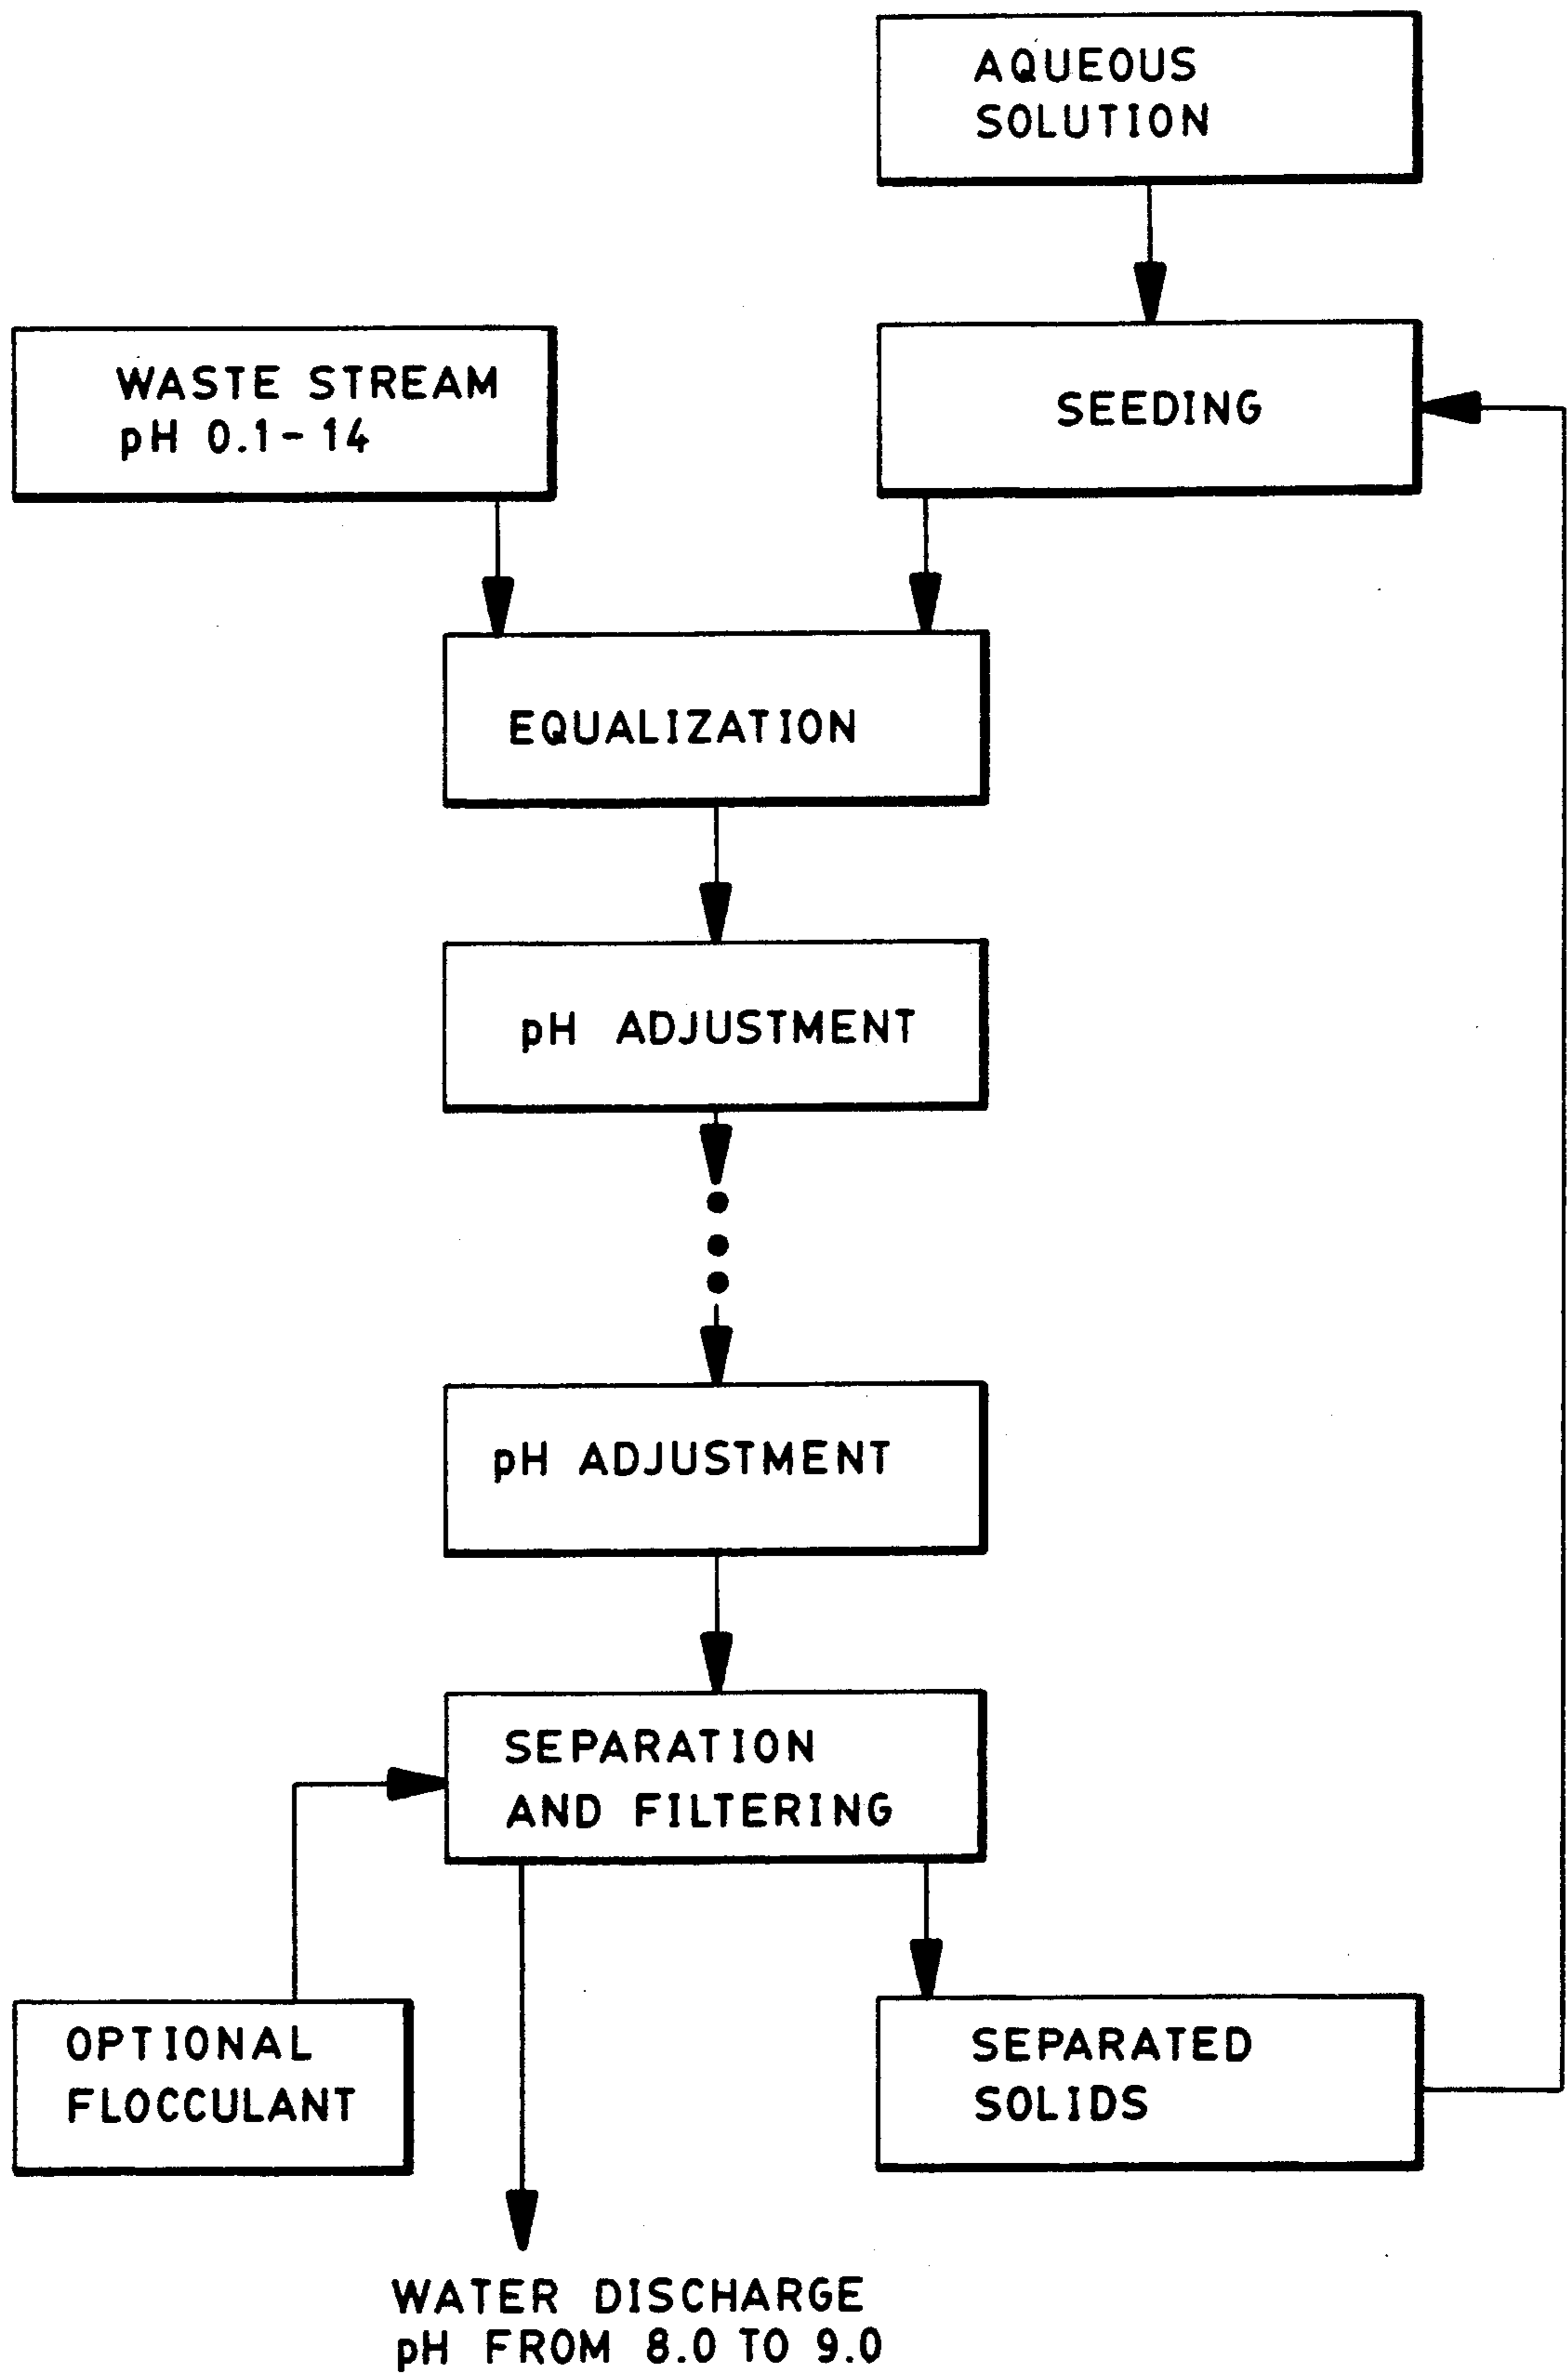 AQUEOUS
SOLUTION
WASTE STREAM
pH 0.1-14
SEEDING
EQUALIZATION
pH ADJUSTMENT
pH ADJUSTMENT
SEPARATION
AND FILTERING
OPTIONAL
FLOCCULANT
SEPARATED
SOLIDS
WATER DISCHARGE
pH FROM 8.0 TO 9.0